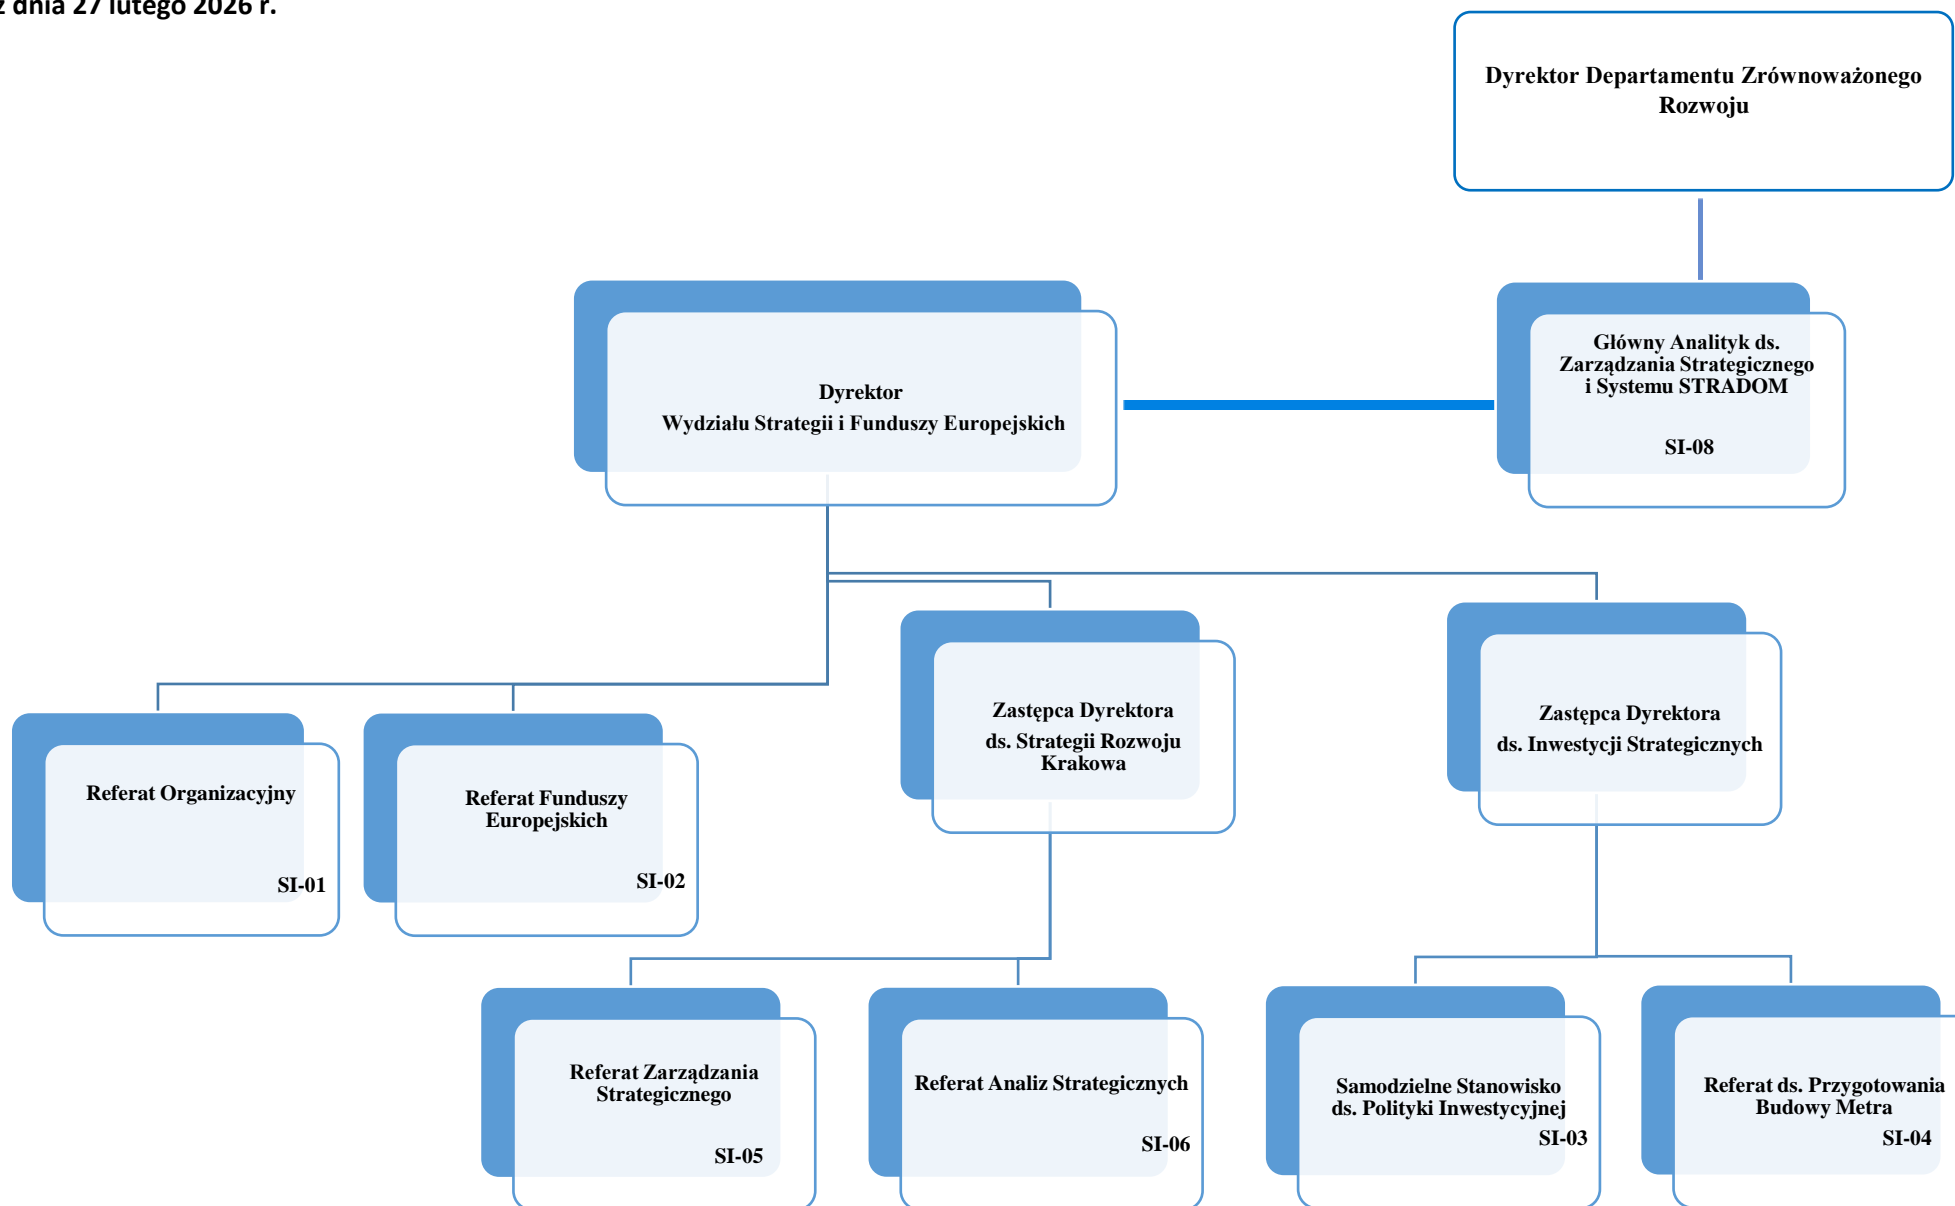 z dnia 27 lutego 2026 r.
Dyrektor Departamentu Zrównoważonego
Rozwoju
Dyrektor
Wydziału Strategii i Funduszy Europejskich
Główny Analityk ds.
Zarządzania Strategicznego
i Systemu STRADOM
SI-08
Zastępca Dyrektora
ds. Strategii Rozwoju
Krakowa
Zastępca Dyrektora
ds. Inwestycji Strategicznych
Referat Organizacyjny
SI-01
Referat Funduszy
Europejskich
SI-02
Referat Zarządzania
Strategicznego
SI-05
Referat Analiz Strategicznych
SI-06
Samodzielne Stanowisko
ds. Polityki Inwestycyjnej
SI-03
Referat ds. Przygotowania
Budowy Metra
SI-04